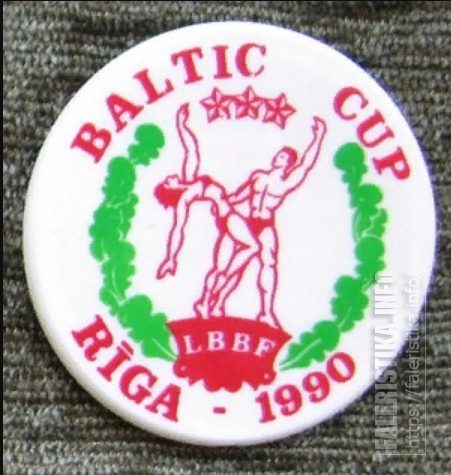 BALTIC CUP
LBBF
RĪGA - 1990
FALERISTIKA.INFO
https://faleristika.info/